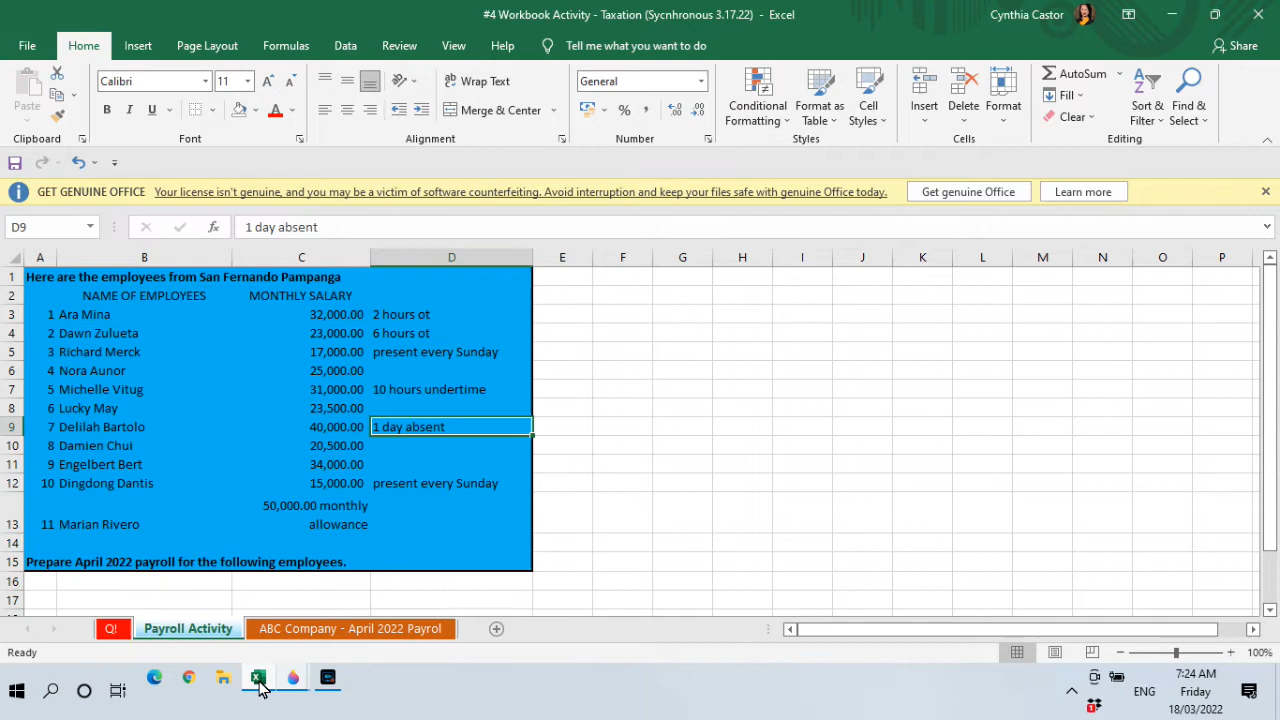 #4 Workbook Activity - Taxation (Sycnhronous 3.17.22) - Excel
Cynthia Castor
File Home Insert Page Layout Formulas Data Review View Help Tell me what you want to do Share
Paste
Calibri 11
Wrap Text
General
Merge & Center
Conditional Formatting
Format as Table
Cell Styles
Insert Delete Format
AutoSum
Fill
Clear
Sort & Filter
Find & Select
Clipboard Font Alignment Number Styles Cells Editing
GET GENUINE OFFICE Your license isn't genuine, and you may be a victim of software counterfeiting. Avoid interruption and keep your files safe with genuine Office today. Get genuine Office Learn more
D9 fx 1 day absent
A B C D E F G H I J K L M N O P
1 Here are the employees from San Fernando Pampanga
2 NAME OF EMPLOYEES MONTHLY SALARY
3 1 Ara Mina 32,000.00 2 hours ot
4 2 Dawn Zulueta 23,000.00 6 hours ot
5 3 Richard Merck 17,000.00 present every Sunday
6 4 Nora Aunor 25,000.00
7 5 Michelle Vitug 31,000.00 10 hours undertime
8 6 Lucky May 23,500.00
9 7 Delilah Bartolo 40,000.00 1 day absent
10 8 Damien Chui 20,500.00
11 9 Engelbert Bert 34,000.00
12 10 Dingdong Dantis 15,000.00 present every Sunday
50,000.00 monthly
13 11 Marian Rivero allowance
14
15 Prepare April 2022 payroll for the following employees.
16
17
Q! Payroll Activity ABC Company - April 2022 Payrol
Ready 100%
7:24 AM
ENG Friday
18/03/2022